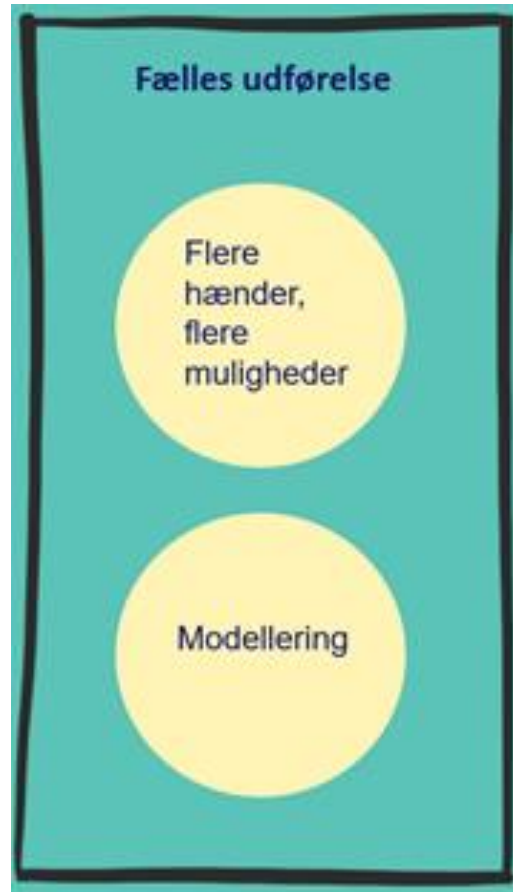 Fælles udførelse
Flere
hænder,
flere
muligheder
Modellering